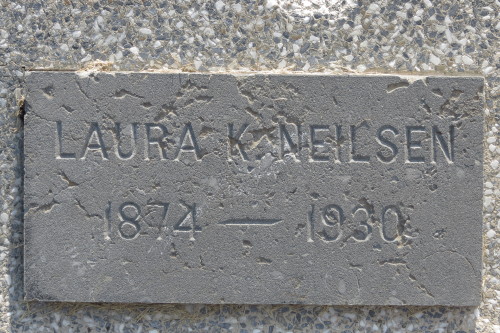 LAURA K. NEILSEN
1874 — 1930